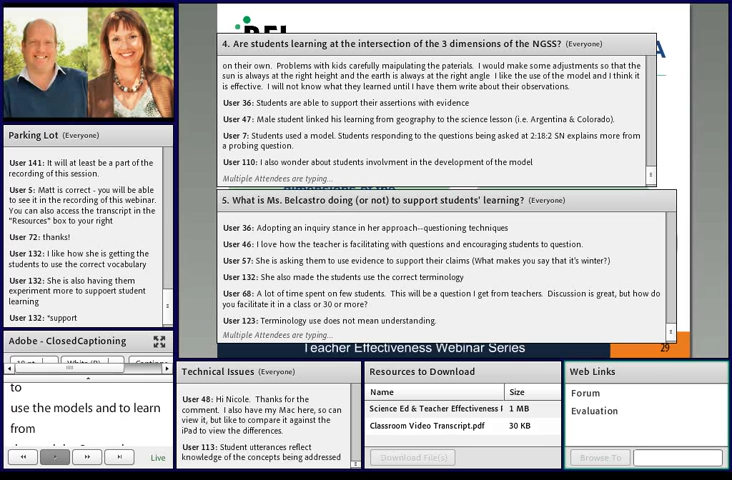 Parking Lot (Everyone)
User 141: It will at least be a part of the
recording of this session.
User 5: Matt is correct - you will be able
to see it in the recording of this webinar.
You can also access the transcript in the
"Resources" box to your right
User 72: thanks!
User 132: I like how she is getting the
students to use the correct vocabulary
User 132: She is also having them
experiment more to suppoert student
learning
User 132: *support
Adobe - ClosedCaptioning
to
use the models and to learn
from
Live
4. Are students learning at the intersection of the 3 dimensions of the NGSS? (Everyone)
on their own. Problems with kids carefully maipulating the paterials. I would make some adjustments so that the
sun is always at the right height and the earth is always at the right angle I like the use of the model and I think it
is effective. I will not know what they learned until I have them write about their observations.
User 36: Students are able to support their assertions with evidence
User 47: Male student linked his learning from geography to the science lesson (i.e. Argentina & Colorado).
User 7: Students used a model. Students responding to the questions being asked at 2:18:2 SN explains more from
a probing question.
User 110: I also wonder about students involvment in the development of the model
Multiple Attendees are typing...
5. What is Ms. Belcastro doing (or not) to support students' learning? (Everyone)
User 36: Adopting an inquiry stance in her approach--questioning techniques
User 46: I love how the teacher is facilitating with questions and encouraging students to question.
User 57: She is asking them to use evidence to support their claims (What makes you say that it's winter?)
User 132: She also made the students use the correct terminology
User 68: A lot of time spent on few students. This will be a question I get from teachers. Discussion is great, but how do
you facilitate it in a class or 30 or more?
User 123: Terminology use does not mean understanding.
Multiple Attendees are typing...
Teacher Effectiveness Webinar Series
29
Technical Issues (Everyone)
User 48: Hi Nicole. Thanks for the
comment. I also have my Mac here, so can
view it, but like to compare it against the
iPad to view the differences.
User 113: Student utterances reflect
knowledge of the concepts being addressed
Resources to Download
Name Size
Science Ed & Teacher Effectiveness 1 MB
Classroom Video Transcript.pdf 30 KB
Download File(s)
Web Links
Forum
Evaluation
Browse To